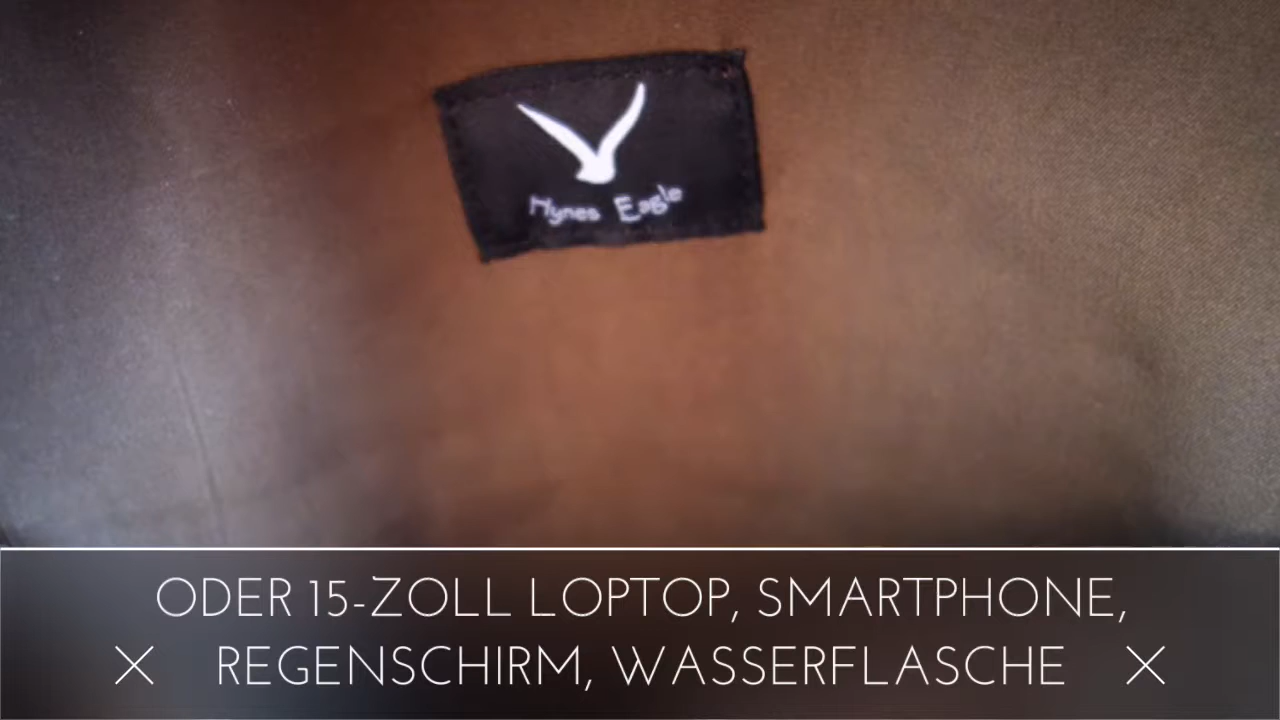 Hynes Eagle
ODER 15-ZOLL LOPTOP, SMARTPHONE,
REGENSCHIRM, WASSERFLASCHE